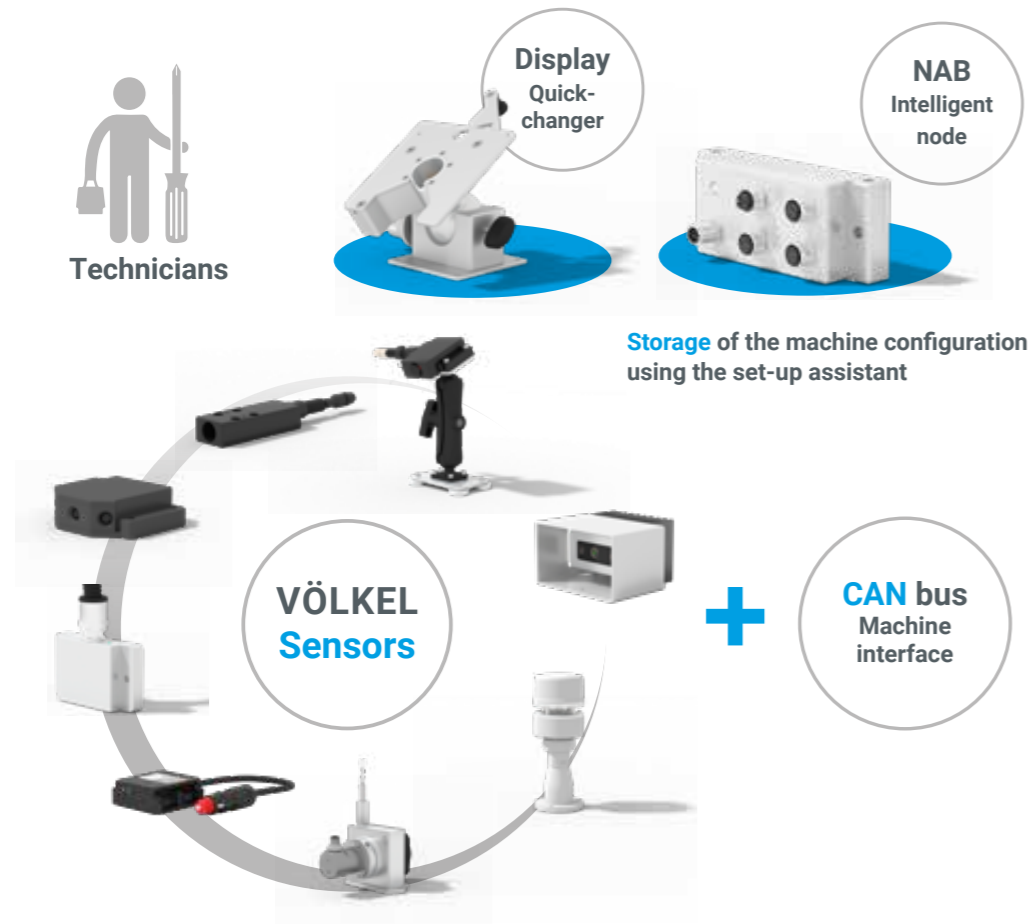 Display
Quick-
changer
NAB
Intelligent
node
Technicians
Storage of the machine configuration
using the set-up assistant
VÖLKEL
Sensors
CAN bus
Machine
interface